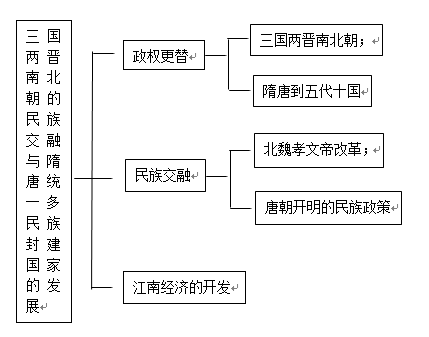 三国
两晋
南北
朝的
民族
交融
与隋
唐统
一多
民族
封建
国家
的发
展
政权更替
三国两晋南北朝；
隋唐到五代十国
民族交融
北魏孝文帝改革；
唐朝开明的民族政策
江南经济的开发